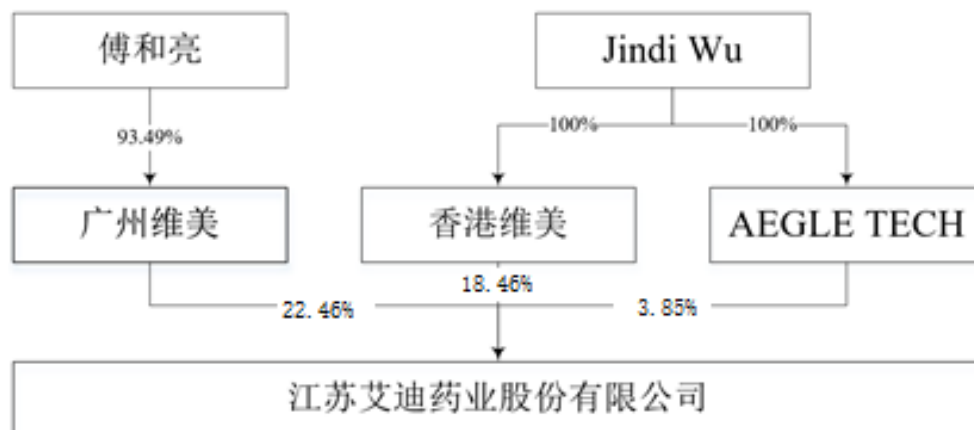 傅和亮
Jindi Wu
93.49%
100%
100%
广州维美
香港维美
AEGLE TECH
22.46%
18.46%
3.85%
江苏艾迪药业股份有限公司